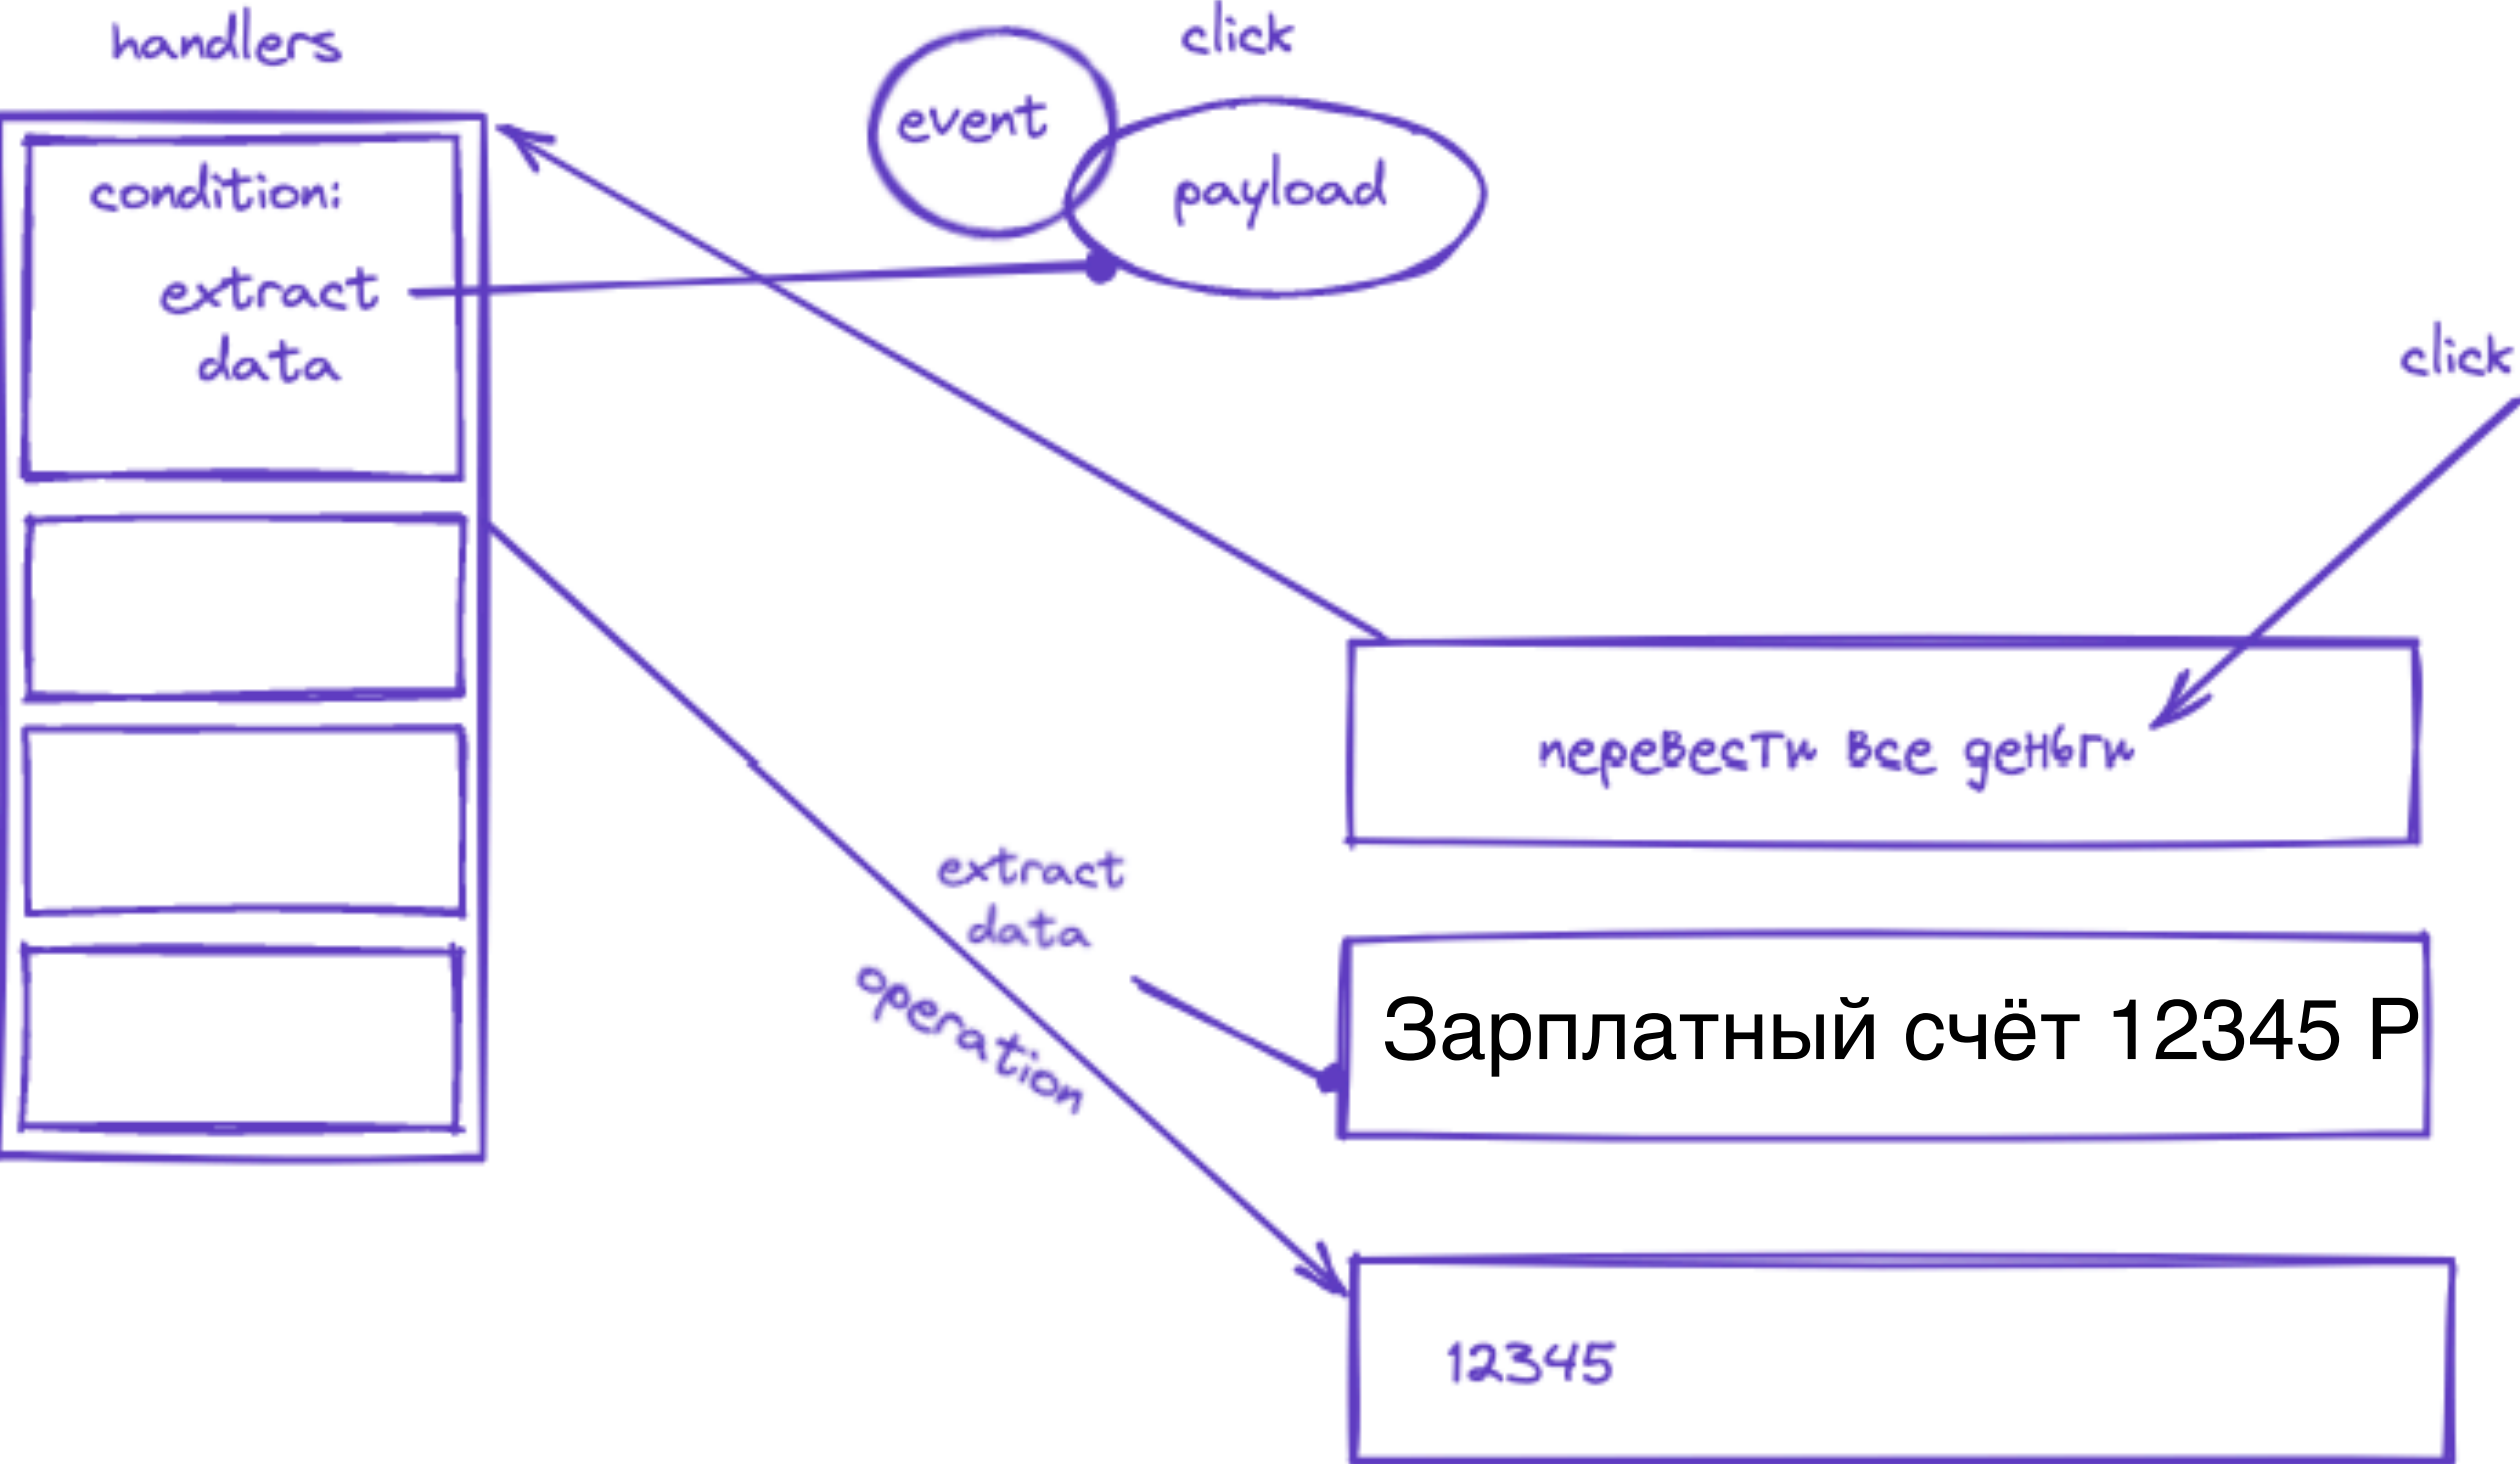 handlers
click
event
payload
condition:
extract
data
click
перевести все деньги
extract
data
operation
Зарплатный счёт 12345 Р
12345